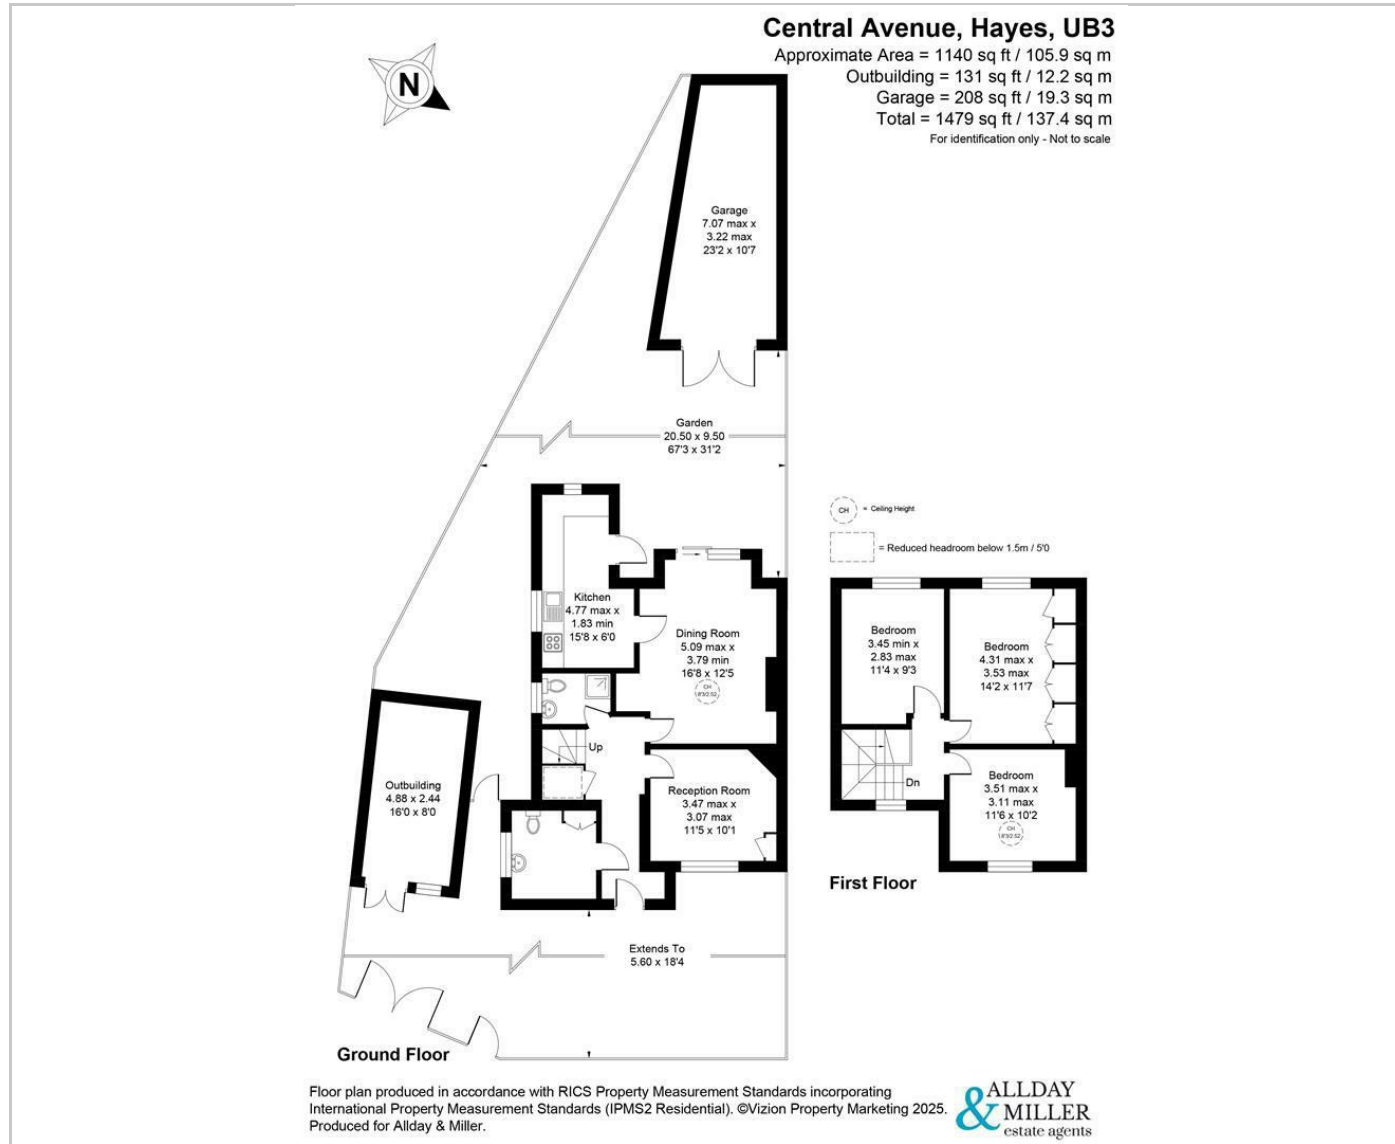 Central Avenue, Hayes, UB3
Approximate Area = 1140 sq ft / 105.9 sq m
Outbuilding = 131 sq ft / 12.2 sq m
Garage = 208 sq ft / 19.3 sq m
Total = 1479 sq ft / 137.4 sq m
For identification only - Not to scale
N
Garage
7.07 max x
3.22 max
23'2 x 10'7
Garden
20.50 x 9.50
67'3 x 31'2
CH = Ceiling Height
= Reduced headroom below 1.5m / 5'0
Kitchen
4.77 max x
1.83 min
15'8 x 6'0
Dining Room
5.09 max x
3.79 min
16'8 x 12'5
CH
8'3/2.52
Up
Reception Room
3.47 max x
3.07 max
11'5 x 10'1
Outbuilding
4.88 x 2.44
16'0 x 8'0
Extends To
5.60 x 18'4
Ground Floor
Bedroom
3.45 min x
2.83 max
11'4 x 9'3
Bedroom
4.31 max x
3.53 max
14'2 x 11'7
Dn
Bedroom
3.51 max x
3.11 max
11'6 x 10'2
CH
8'3/2.52
First Floor
Floor plan produced in accordance with RICS Property Measurement Standards incorporating
International Property Measurement Standards (IPMS2 Residential). ©Vizion Property Marketing 2025.
Produced for Allday & Miller.
ALLDAY
& MILLER
estate agents